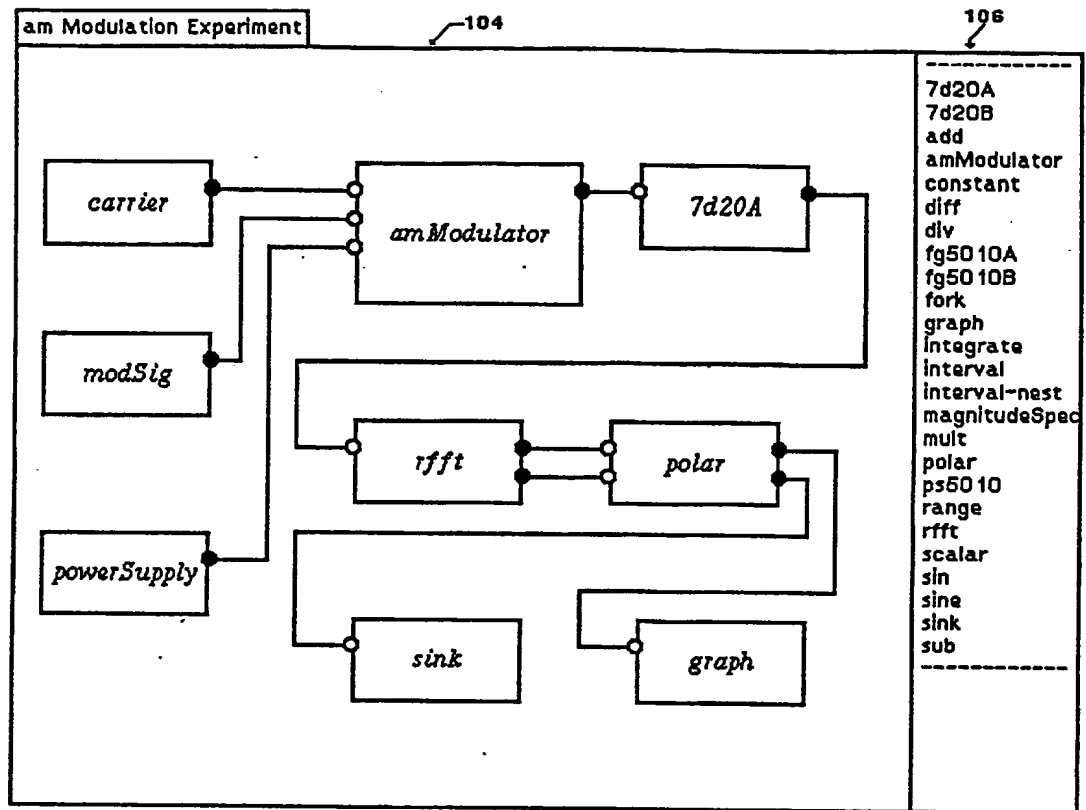 am Modulation Experiment
104
106
carrier
amModulator
7d20A
modSig
rfft
polar
powerSupply
sink
graph
--------------
7d20A
7d20B
add
amModulator
constant
diff
div
fg5010A
fg5010B
fork
graph
integrate
interval
interval-nest
magnitudeSpec
mult
polar
ps5010
range
rfft
scalar
sin
sine
sink
sub
--------------